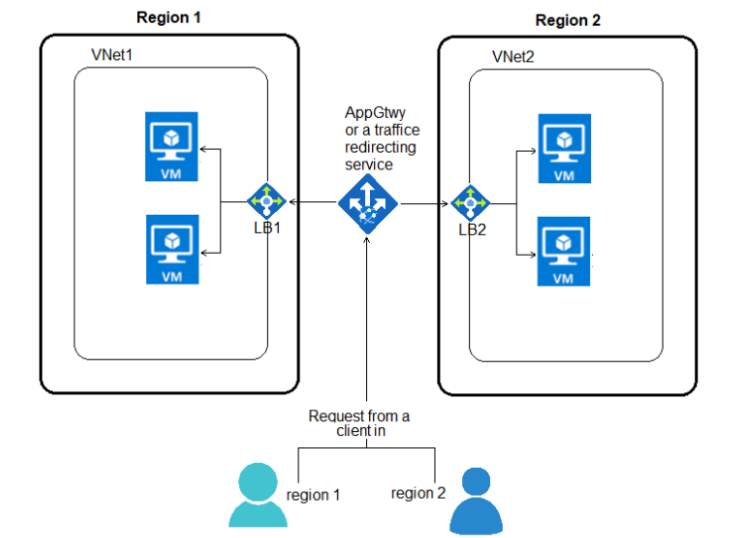 Region 1
Region 2
VNet1
VNet2
AppGtwy
or a traffice
redirecting
service
VM
VM
VM
VM
LB1
LB2
Request from a
client in
region 1
region 2